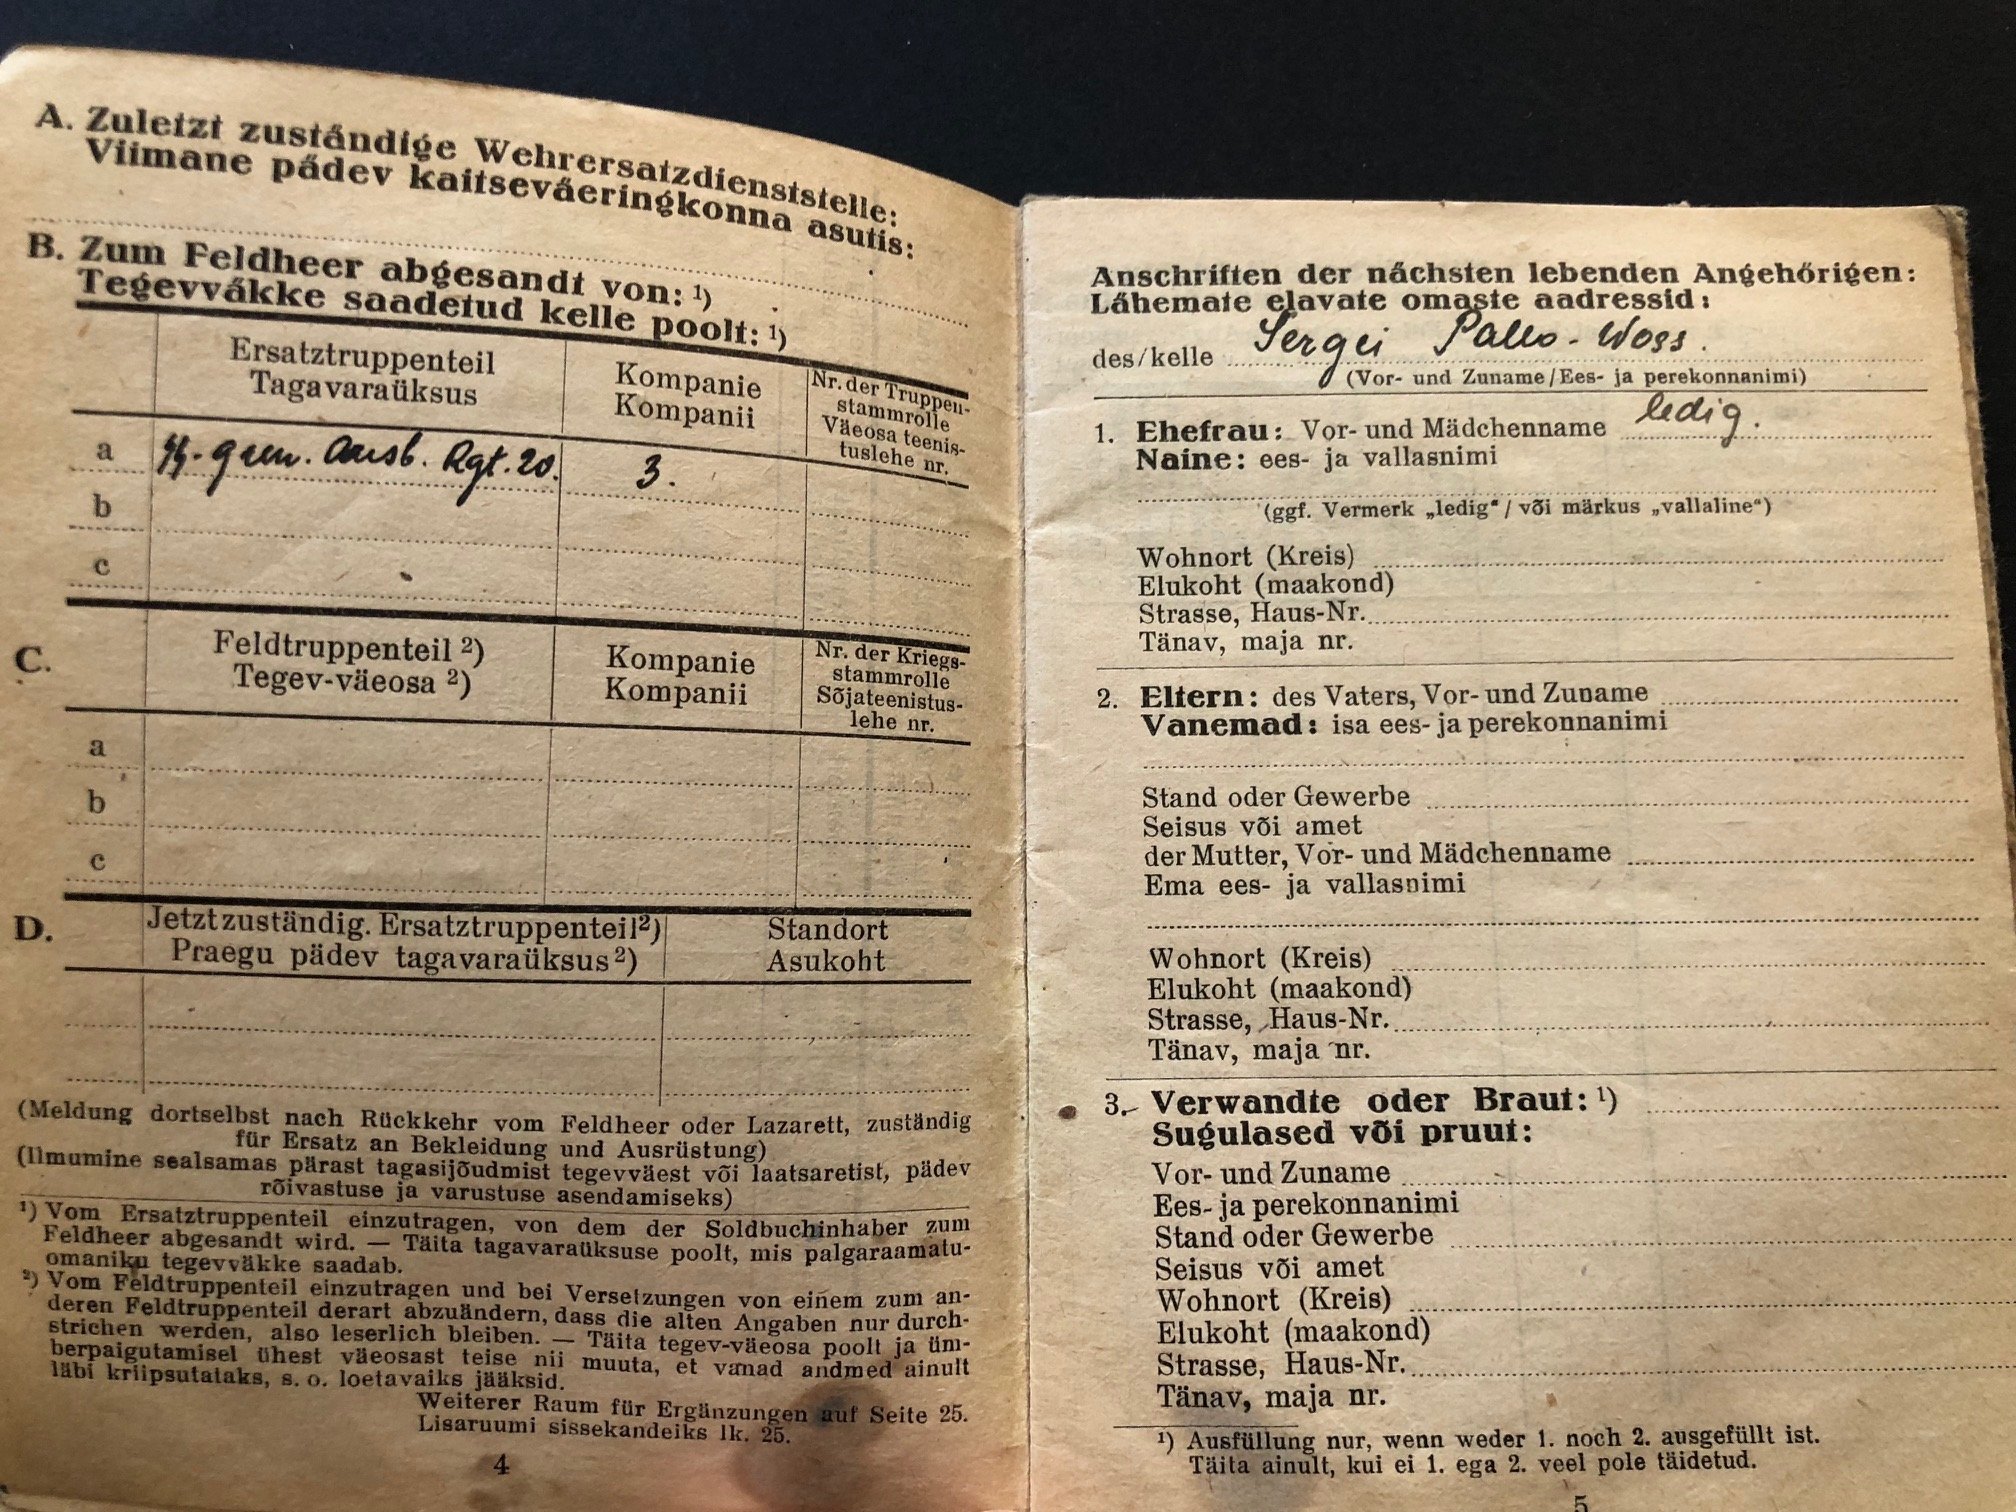 A. Zuletzt zuständige Wehrersatzdienststelle:
Viimane pädev kaitseväeringkonna asutis:
B. Zum Feldheer abgesandt von: ¹)
Tegevväkke saadetud kelle poolt: ¹)
Ersatztruppenteil
Tagavaraüksus
Kompanie
Kompanii
Nr. der Truppen-
stammrolle
Väeosa teenis-
tuslehe nr.
a ᛋᛋ-Gren. Ausb. Rgt. 20. 3.
b
c
C.
Feldtruppenteil ²)
Tegev-väeosa ²)
Kompanie
Kompanii
Nr. der Kriegs-
stammrolle
Sõjateenistus-
lehe nr.
a
b
c
D.
Jetzt zuständig. Ersatztruppenteil²)
Praegu pädev tagavaraüksus ²)
Standort
Asukoht
(Meldung dortselbst nach Rückkehr vom Feldheer oder Lazarett, zuständig
für Ersatz an Bekleidung und Ausrüstung)
(Ilmumine sealsamas pärast tagasijõudmist tegevväest või laatsaretist, pädev
rõivastuse ja varustuse asendamiseks)
¹) Vom Ersatztruppenteil einzutragen, von dem der Soldbuchinhaber zum
Feldheer abgesandt wird. — Täita tagavaraüksuse poolt, mis palgaraamatu-
omaniku tegevväkke saadab.
²) Vom Feldtruppenteil einzutragen und bei Versetzungen von einem zum an-
deren Feldtruppenteil derart abzuändern, dass die alten Angaben nur durch-
strichen werden, also leserlich bleiben. — Täita tegev-väeosa poolt ja üm-
berpaigutamisel ühest väeosast teise nii muuta, et vanad andmed ainult
läbi kriipsutataks, s. o. loetavaiks jääksid.
Weiterer Raum für Ergänzungen auf Seite 25.
Lisaruumi sissekandeiks lk. 25.
4
Anschriften der nächsten lebenden Angehörigen:
Lähemate elavate omaste aadressid:
des/kelle Sergei Pallo-Woss.
(Vor- und Zuname/Ees- ja perekonnanimi)
1. Ehefrau: Vor- und Mädchenname ledig.
Naine: ees- ja vallasnimi
(ggf. Vermerk „ledig“ / või märkus „vallaline“)
Wohnort (Kreis)
Elukoht (maakond)
Strasse, Haus-Nr.
Tänav, maja nr.
2. Eltern: des Vaters, Vor- und Zuname
Vanemad: isa ees- ja perekonnanimi
Stand oder Gewerbe
Seisus või amet
der Mutter, Vor- und Mädchenname
Ema ees- ja vallasnimi
Wohnort (Kreis)
Elukoht (maakond)
Strasse, Haus-Nr.
Tänav, maja nr.
3. Verwandte oder Braut: ¹)
Sugulased või pruut:
Vor- und Zuname
Ees- ja perekonnanimi
Stand oder Gewerbe
Seisus või amet
Wohnort (Kreis)
Elukoht (maakond)
Strasse, Haus-Nr.
Tänav, maja nr.
¹) Ausfüllung nur, wenn weder 1. noch 2. ausgefüllt ist.
Täita ainult, kui ei 1. ega 2. veel pole täidetud.
5